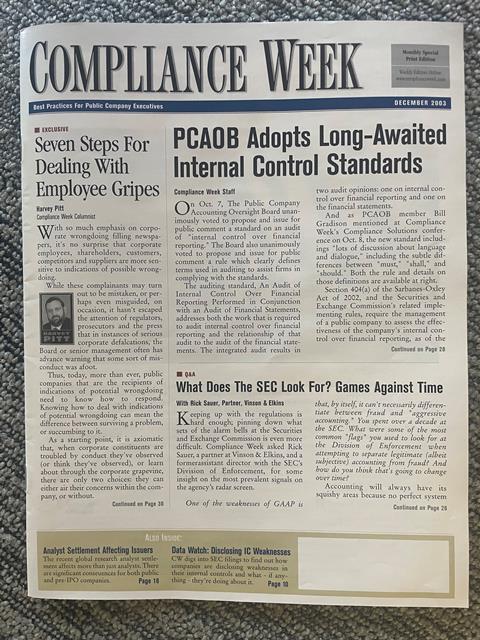 COMPLIANCE WEEK
Monthly Special
Print Edition
Weekly Edition Online
www.complianceweek.com
Best Practices For Public Company Executives
DECEMBER 2003
EXCLUSIVE
Seven Steps For
Dealing With
Employee Gripes
Harvey Pitt
Compliance Week Columnist
With so much emphasis on corpo-
rate wrongdoing filling newspa-
pers, it's no surprise that corporate
employees, shareholders, customers,
competitors and suppliers are more sen-
sitive to indications of possible wrong-
doing.
While these complainants may turn
out to be mistaken, or per-
haps even misguided, on
occasion, it hasn't escaped
the attention of regulators,
prosecutors and the press
that in instances of serious
corporate defalcations, the
Board or senior management often has
advance warning that some sort of mis-
conduct was afoot.
HARVEY
PITT
Thus, today, more than ever, public
companies that are the recipients of
indications of potential wrongdoing
need to know how to respond.
Knowing how to deal with indications
of potential wrongdoing can mean the
difference between surviving a problem,
or succumbing to it.
As a starting point, it is axiomatic
that, when corporate constituents are
troubled by conduct they've observed
(or think they've observed), or learn
about through the corporate grapevine,
there are only two choices: they can
either air their concerns within the com-
pany, or without.
Continued on Page 30
PCAOB Adopts Long-Awaited
Internal Control Standards
Compliance Week Staff
On Oct. 7, The Public Company
Accounting Oversight Board unan-
imously voted to propose and issue for
public comment a standard on an audit
of "internal control over financial
reporting." The Board also unanimously
voted to propose and issue for public
comment a rule which clearly defines
terms used in auditing to assist firms in
complying with the standards.
The auditing standard, An Audit of
Internal Control Over Financial
Reporting Performed in Conjunction
with an Audit of Financial Statements,
addresses both the work that is required
to audit internal control over financial
reporting and the relationship of that
audit to the audit of the financial state-
ments. The integrated audit results in
two audit opinions: one on internal con-
trol over financial reporting and one on
the financial statements.
And as PCAOB member Bill
Gradison mentioned at Compliance
Week's Compliance Solutions confer-
ence on Oct. 8, the new standard includ-
ings "lots of discussion about language
and dialogue," including the subtle dif-
ferences between "must," "shall," and
"should." Both the rule and details on
those definitions are available at right.
Section 404(a) of the Sarbanes-Oxley
Act of 2002, and the Securities and
Exchange Commission's related imple-
menting rules, require the management
of a public company to assess the effec-
tiveness of the company's internal con-
trol over financial reporting, as of the
Continued on Page 28
Q&A
What Does The SEC Look For? Games Against Time
With Rick Sauer, Partner, Vinson & Elkins
Keeping up with the regulations is
hard enough; pinning down what
sets of the alarm bells at the Securities
and Exchange Commission is even more
difficult. Compliance Week asked Rick
Sauer, a partner at Vinson & Elkins, and a
formerassistant director with the SEC's
Division of Enforcement, for some
insight on the most prevalent signals on
the agency's radar screen.
One of the weaknesses of GAAP is
that, by itself, it can't necessarily differen-
tiate between fraud and "aggressive
accounting." You spent over a decade at
the SEC. What were some of the most
common "flags" you used to look for at
the Division of Enforcement when
attempting to separate legitimate (albeit
subjective) accounting from fraud? And
how do you think that's going to change
over time?
Accounting will always have its
squishy areas because no perfect system
Continued on Page 26
ALSO INSIDE:
Analyst Settlement Affecting Issuers
The recent global research analyst settle-
ment affects more than just analysts. There
are significant consequences for both public
and pre-IPO companies. Page 16
Data Watch: Disclosing IC Weaknesses
CW digs into SEC filings to find out how
companies are disclosing weaknesses in
their internal controls and what - if any-
thing - they're doing about it. Page 10